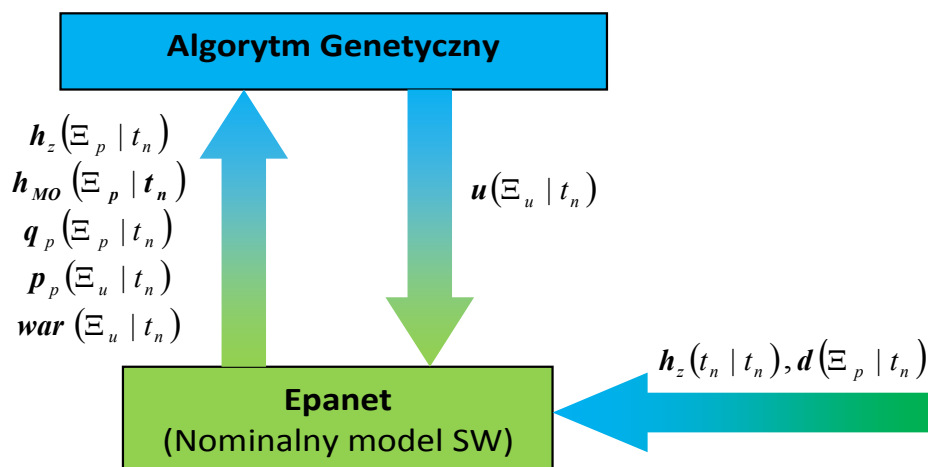 Algorytm Genetyczny
h_z(Ξ_p | t_n)
h_MO(Ξ_p | t_n)
q_p(Ξ_p | t_n)
p_p(Ξ_u | t_n)
war(Ξ_u | t_n)
u(Ξ_u | t_n)
h_z(t_n | t_n), d(Ξ_p | t_n)
Epanet
(Nominalny model SW)